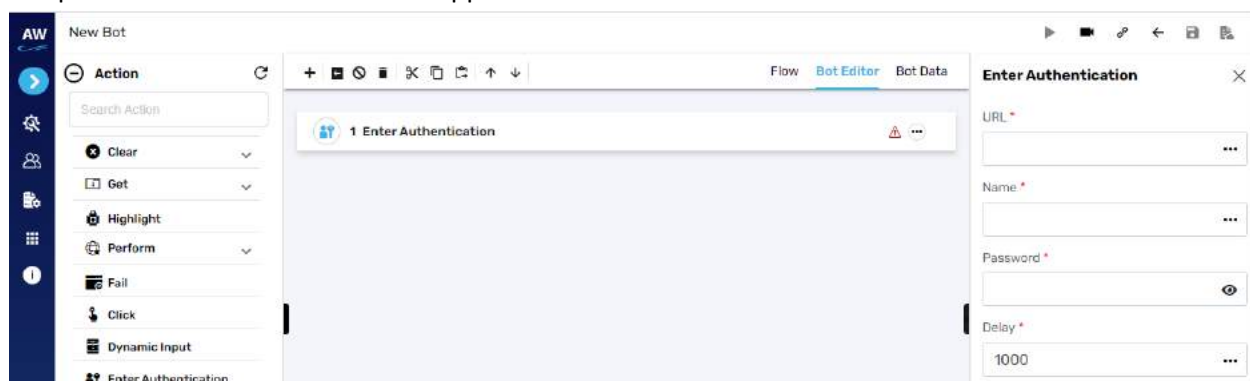 AW New Bot
Action
Flow Bot Editor Bot Data
Enter Authentication
Search Action
URL *
1 Enter Authentication
Clear
Get
Name *
Highlight
Perform
Password *
Fail
Click
Delay *
Dynamic Input
1000
Enter Authentication